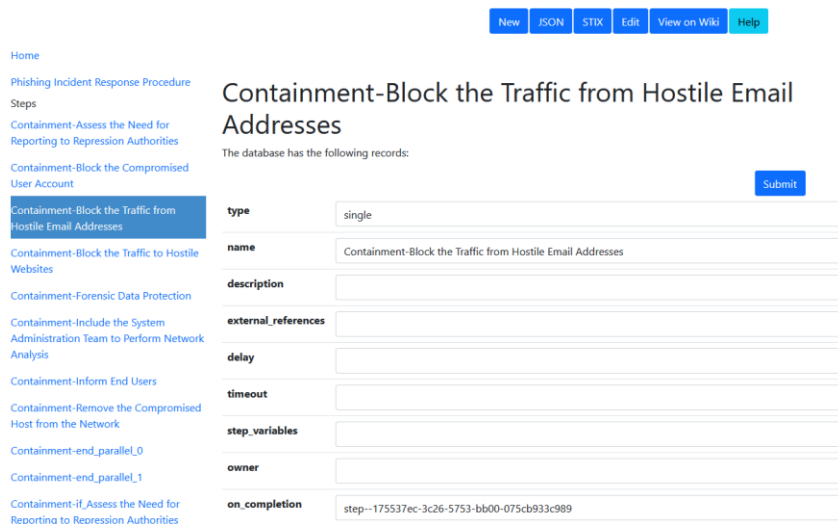 New JSON STIX Edit View on Wiki Help
Home
Phishing Incident Response Procedure
Steps
Containment-Assess the Need for
Reporting to Repression Authorities
Containment-Block the Compromised
User Account
Containment-Block the Traffic from
Hostile Email Addresses
Containment-Block the Traffic to Hostile
Websites
Containment-Forensic Data Protection
Containment-Include the System
Administration Team to Perform Network
Analysis
Containment-Inform End Users
Containment-Remove the Compromised
Host from the Network
Containment-end_parallel_0
Containment-end_parallel_1
Containment-if_Assess the Need for
Reporting to Repression Authorities
Containment-Block the Traffic from Hostile Email
Addresses
The database has the following records:
Submit
type single
name Containment-Block the Traffic from Hostile Email Addresses
description
external_references
delay
timeout
step_variables
owner
on_completion step--175537ec-3c26-5753-bb00-075cb933c989